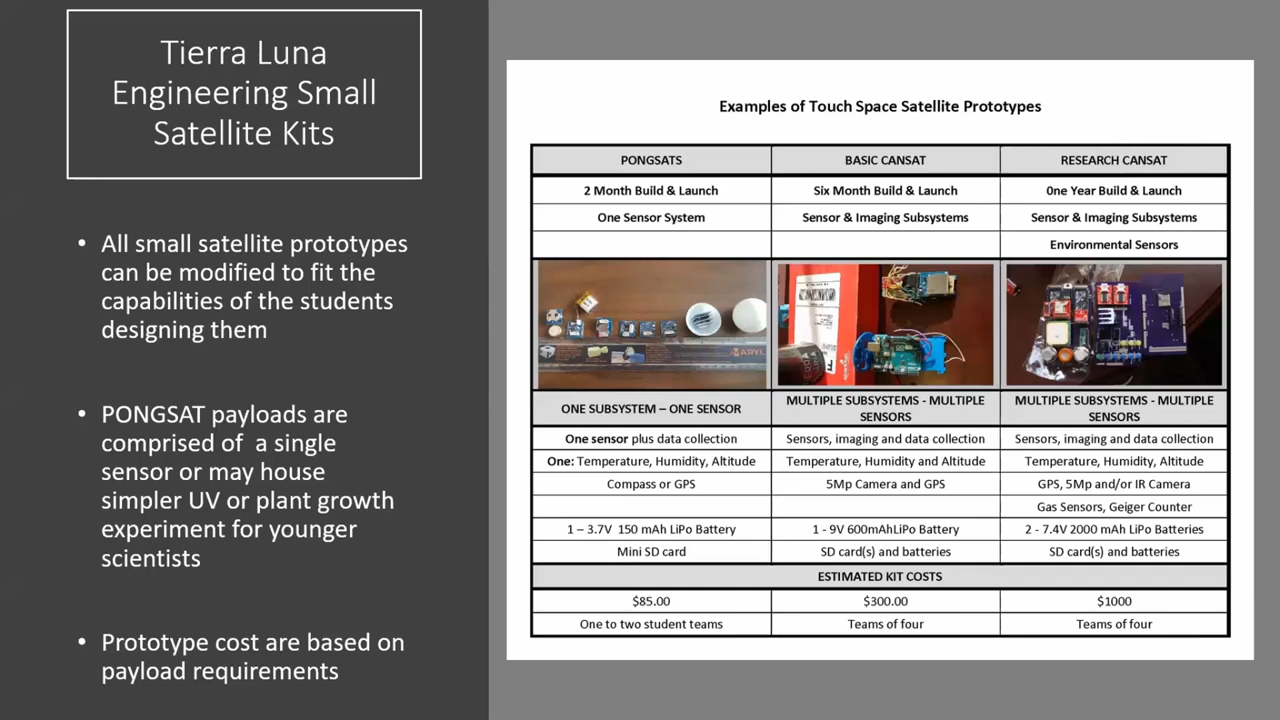 Tierra Luna
Engineering Small
Satellite Kits
• All small satellite prototypes
can be modified to fit the
capabilities of the students
designing them
• PONGSAT payloads are
comprised of a single
sensor or may house
simpler UV or plant growth
experiment for younger
scientists
• Prototype cost are based on
payload requirements
Examples of Touch Space Satellite Prototypes
PONGSATS BASIC CANSAT RESEARCH CANSAT
2 Month Build & Launch Six Month Build & Launch 0ne Year Build & Launch
One Sensor System Sensor & Imaging Subsystems Sensor & Imaging Subsystems
Environmental Sensors
ARYL
ONE SUBSYSTEM – ONE SENSOR MULTIPLE SUBSYSTEMS - MULTIPLE SENSORS MULTIPLE SUBSYSTEMS - MULTIPLE SENSORS
One sensor plus data collection Sensors, imaging and data collection Sensors, imaging and data collection
One: Temperature, Humidity, Altitude Temperature, Humidity and Altitude Temperature, Humidity, Altitude
Compass or GPS 5Mp Camera and GPS GPS, 5Mp and/or IR Camera
Gas Sensors, Geiger Counter
1 – 3.7V 150 mAh LiPo Battery 1 - 9V 600mAhLiPo Battery 2 - 7.4V 2000 mAh LiPo Batteries
Mini SD card SD card(s) and batteries SD card(s) and batteries
ESTIMATED KIT COSTS
$85.00 $300.00 $1000
One to two student teams Teams of four Teams of four